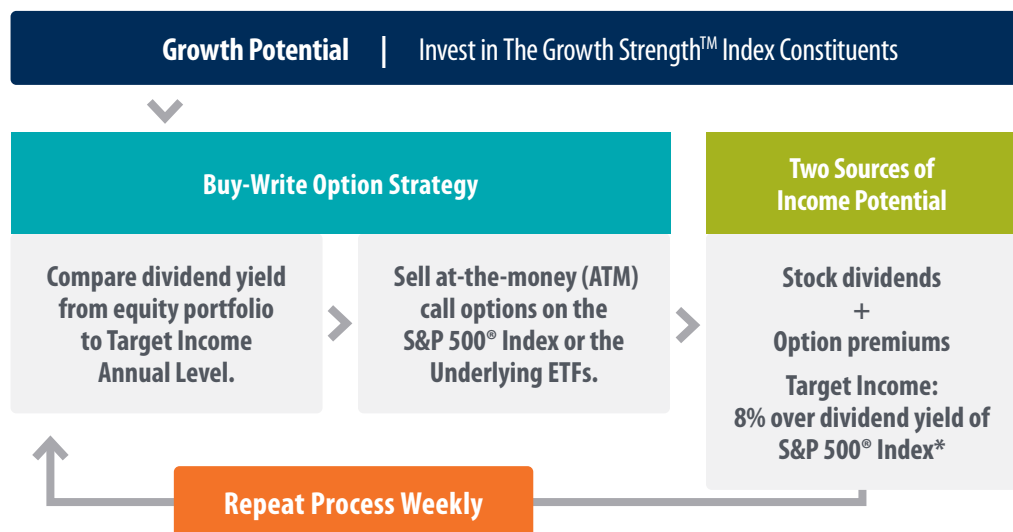 Growth Potential | Invest in The Growth Strength™ Index Constituents
Buy-Write Option Strategy
Compare dividend yield
from equity portfolio
to Target Income
Annual Level.
Sell at-the-money (ATM)
call options on the
S&P 500® Index or the
Underlying ETFs.
Two Sources of
Income Potential
Stock dividends
+
Option premiums
Target Income:
8% over dividend yield of
S&P 500® Index*
Repeat Process Weekly